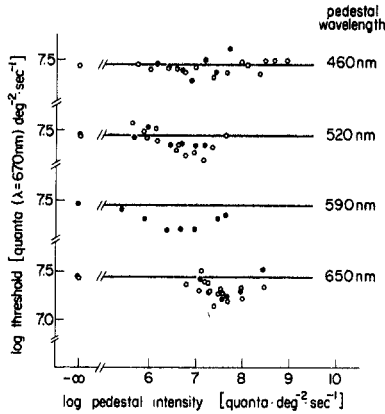 pedestal
wavelength
7.5
460nm
7.5
520nm
7.5
590nm
7.5
650nm
7.0
log threshold [quanta (λ=670nm) deg⁻²·sec⁻¹]
-∞ 6 7 8 9 10
log pedestal intensity [quanta·deg⁻²·sec⁻¹]